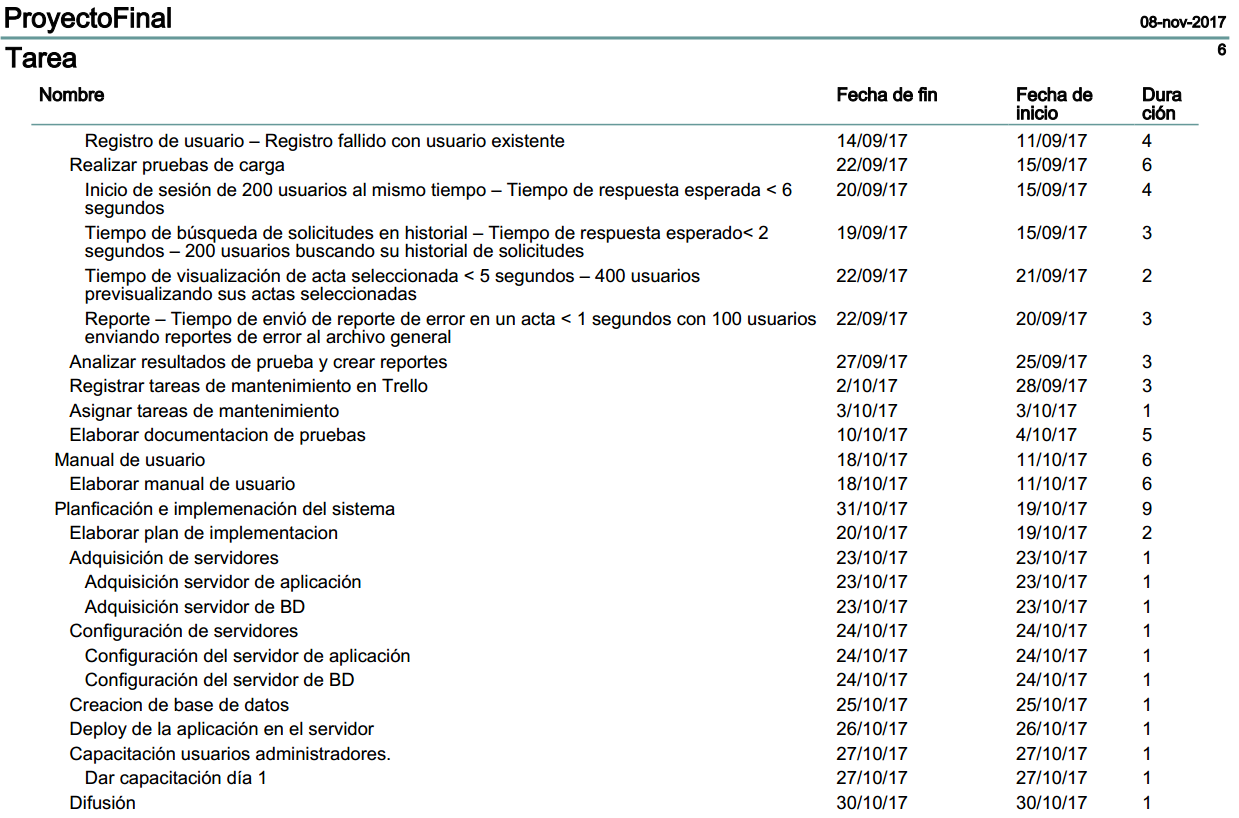 ProyectoFinal
08-nov-2017
Tarea
6
Nombre Fecha de fin Fecha de inicio Dura ción
Registro de usuario – Registro fallido con usuario existente 14/09/17 11/09/17 4
Realizar pruebas de carga 22/09/17 15/09/17 6
Inicio de sesión de 200 usuarios al mismo tiempo – Tiempo de respuesta esperada < 6 20/09/17 15/09/17 4
segundos
Tiempo de búsqueda de solicitudes en historial – Tiempo de respuesta esperado< 2 19/09/17 15/09/17 3
segundos – 200 usuarios buscando su historial de solicitudes
Tiempo de visualización de acta seleccionada < 5 segundos – 400 usuarios 22/09/17 21/09/17 2
previsualizando sus actas seleccionadas
Reporte – Tiempo de envió de reporte de error en un acta < 1 segundos con 100 usuarios 22/09/17 20/09/17 3
enviando reportes de error al archivo general
Analizar resultados de prueba y crear reportes 27/09/17 25/09/17 3
Registrar tareas de mantenimiento en Trello 2/10/17 28/09/17 3
Asignar tareas de mantenimiento 3/10/17 3/10/17 1
Elaborar documentacion de pruebas 10/10/17 4/10/17 5
Manual de usuario 18/10/17 11/10/17 6
Elaborar manual de usuario 18/10/17 11/10/17 6
Planficación e implemenación del sistema 31/10/17 19/10/17 9
Elaborar plan de implementacion 20/10/17 19/10/17 2
Adquisición de servidores 23/10/17 23/10/17 1
Adquisición servidor de aplicación 23/10/17 23/10/17 1
Adquisición servidor de BD 23/10/17 23/10/17 1
Configuración de servidores 24/10/17 24/10/17 1
Configuración del servidor de aplicación 24/10/17 24/10/17 1
Configuración del servidor de BD 24/10/17 24/10/17 1
Creacion de base de datos 25/10/17 25/10/17 1
Deploy de la aplicación en el servidor 26/10/17 26/10/17 1
Capacitación usuarios administradores. 27/10/17 27/10/17 1
Dar capacitación día 1 27/10/17 27/10/17 1
Difusión 30/10/17 30/10/17 1